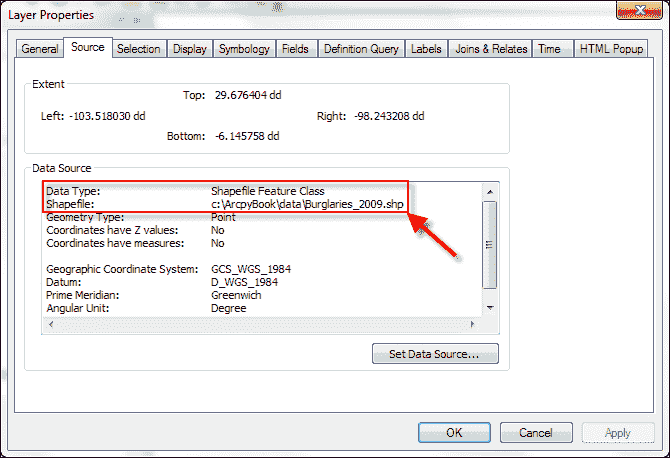 Layer Properties
General Source Selection Display Symbology Fields Definition Query Labels Joins & Relates Time HTML Popup
Extent
Top: 29.676404 dd
Left: -103.518030 dd Right: -98.243208 dd
Bottom: -6.145758 dd
Data Source
Data Type: Shapefile Feature Class
Shapefile: c:\ArcpyBook\data\Burglaries_2009.shp
Geometry Type: Point
Coordinates have Z values: No
Coordinates have measures: No
Geographic Coordinate System: GCS_WGS_1984
Datum: D_WGS_1984
Prime Meridian: Greenwich
Angular Unit: Degree
Set Data Source...
OK Cancel Apply